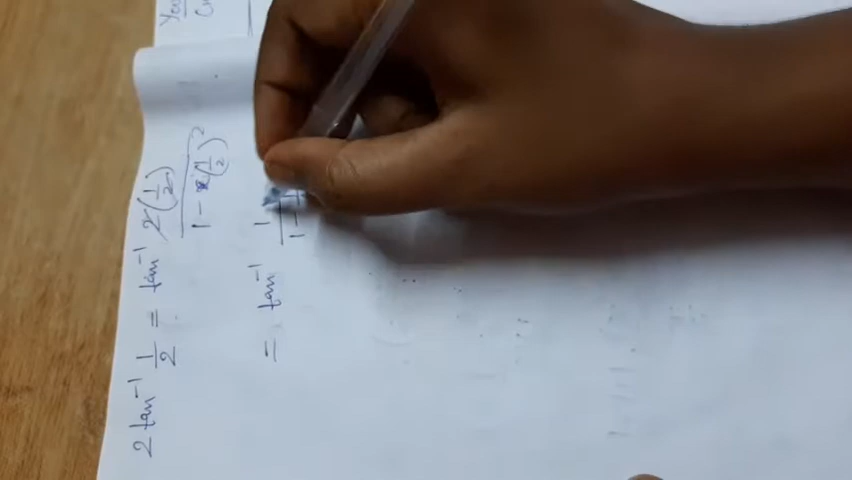 2 tan⁻¹ 1/2 = tan⁻¹ 2(1/2) / 1 - (1/2)²
= tan⁻¹ 1 / 1 -